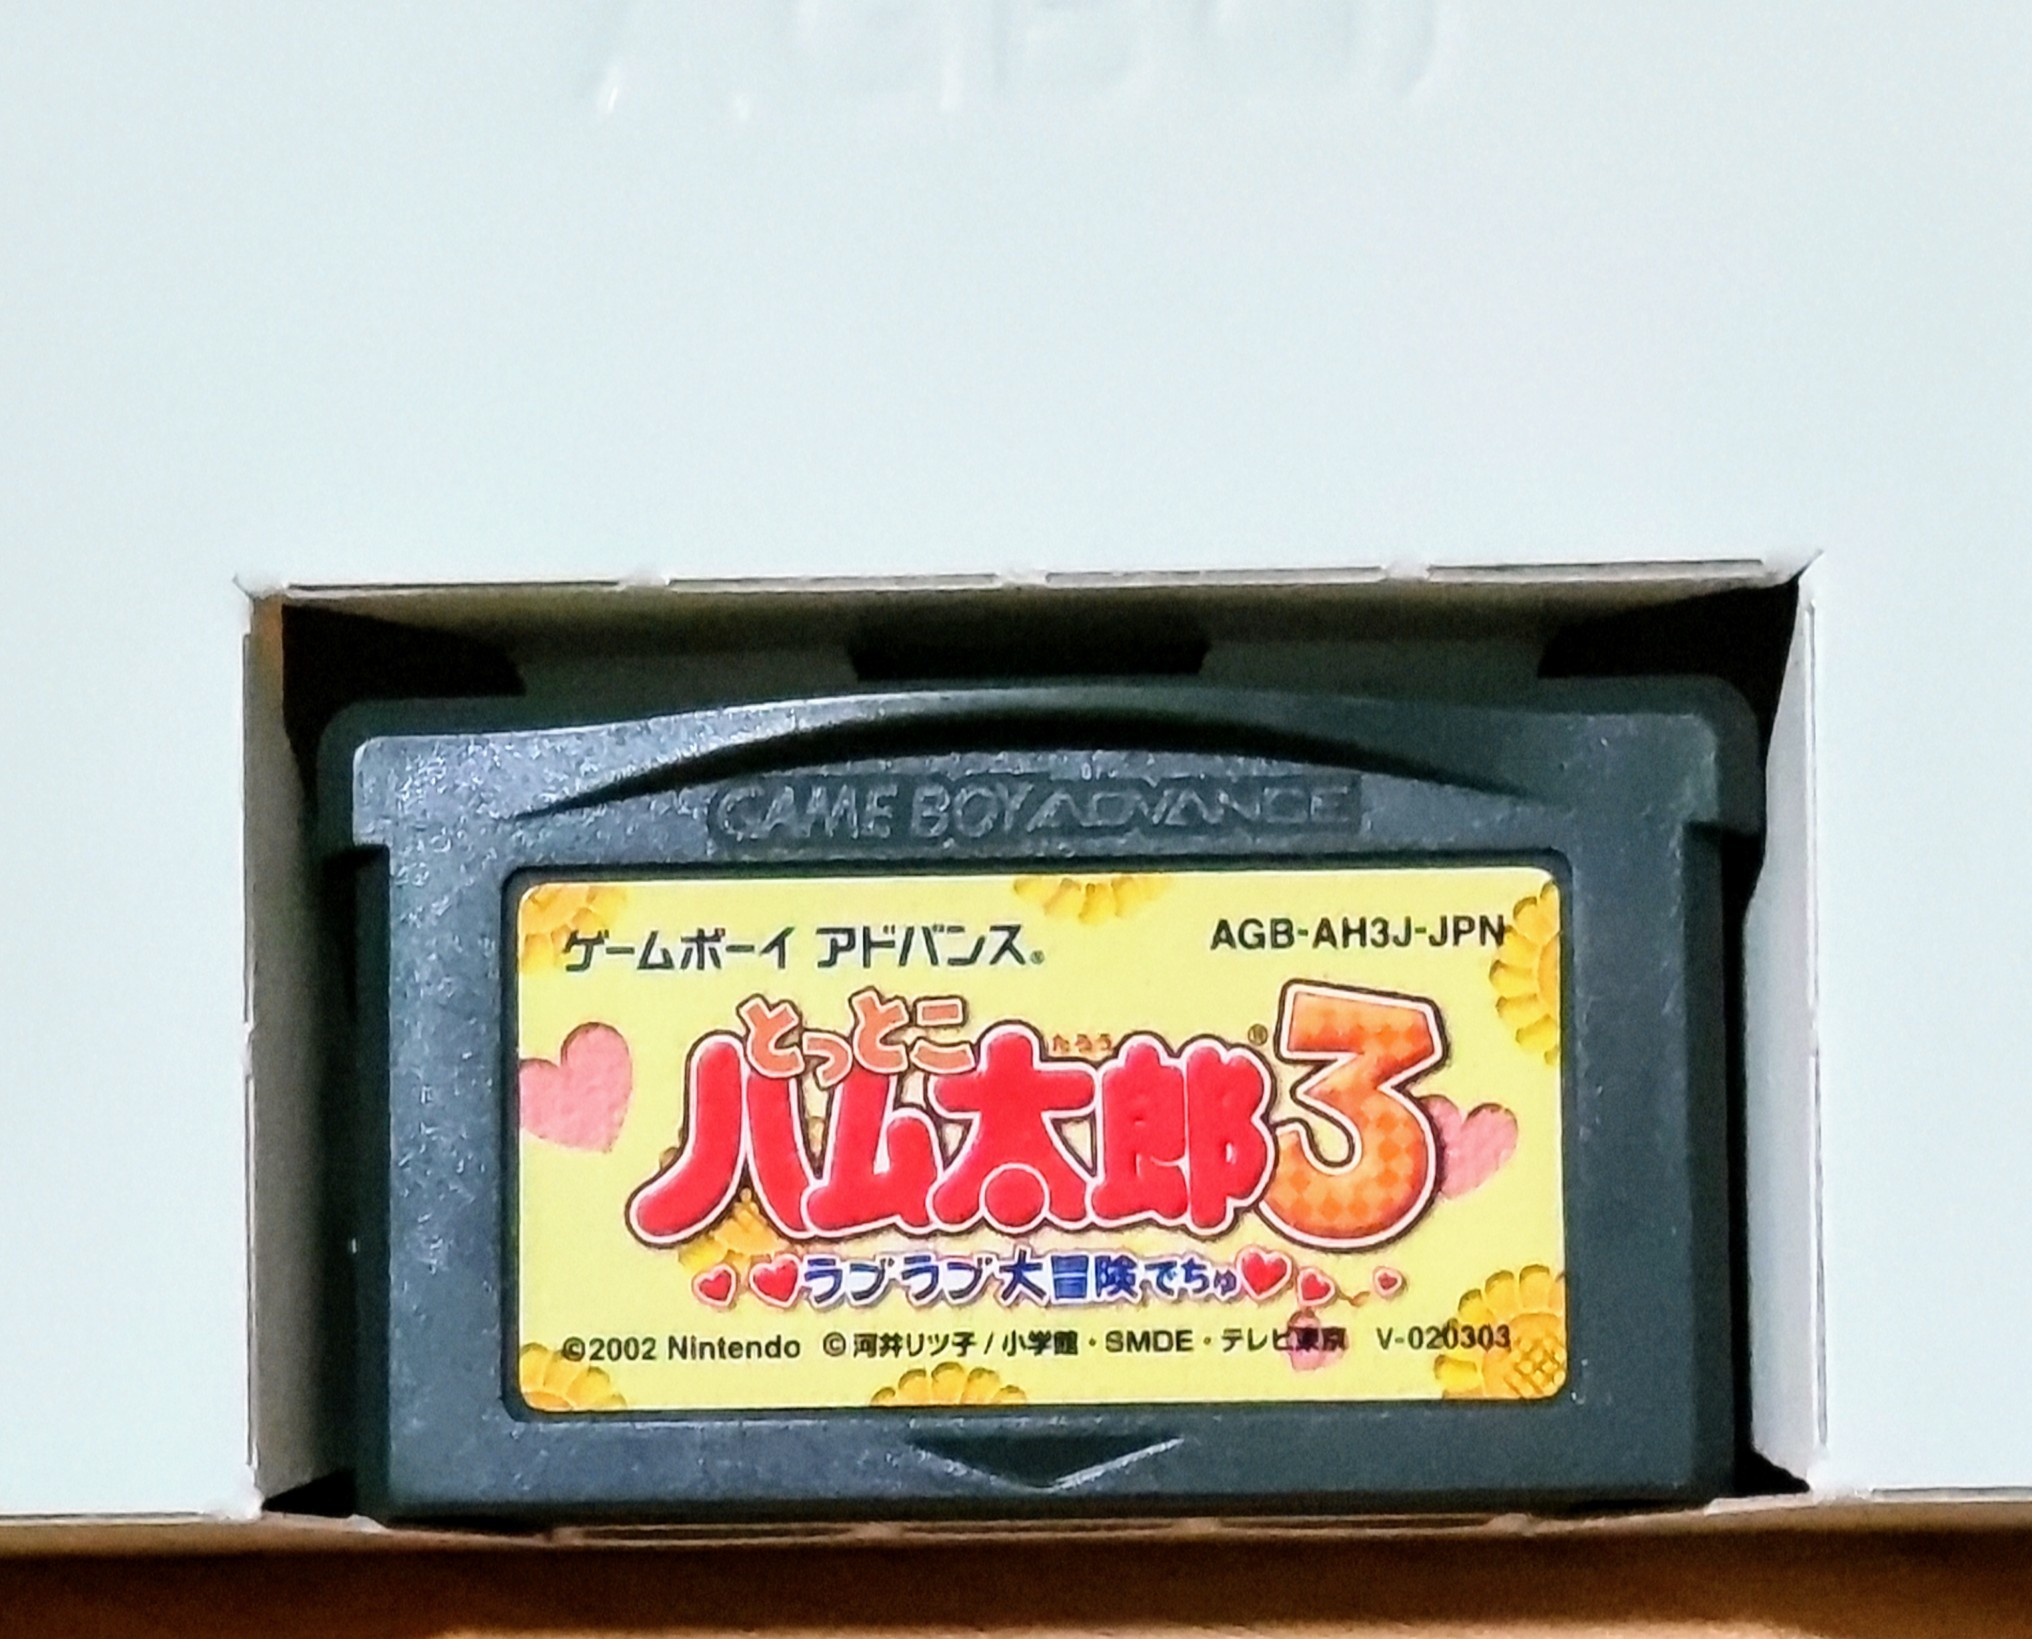 GAME BOY ADVANCE
ゲームボーイ アドバンス®
AGB-AH3J-JPN
とっとこ
たろう
ハム太郎®3
ラブラブ大冒険でちゅ
©2002 Nintendo ©河井リツ子/小学館・SMDE・テレビ東京 V-020303